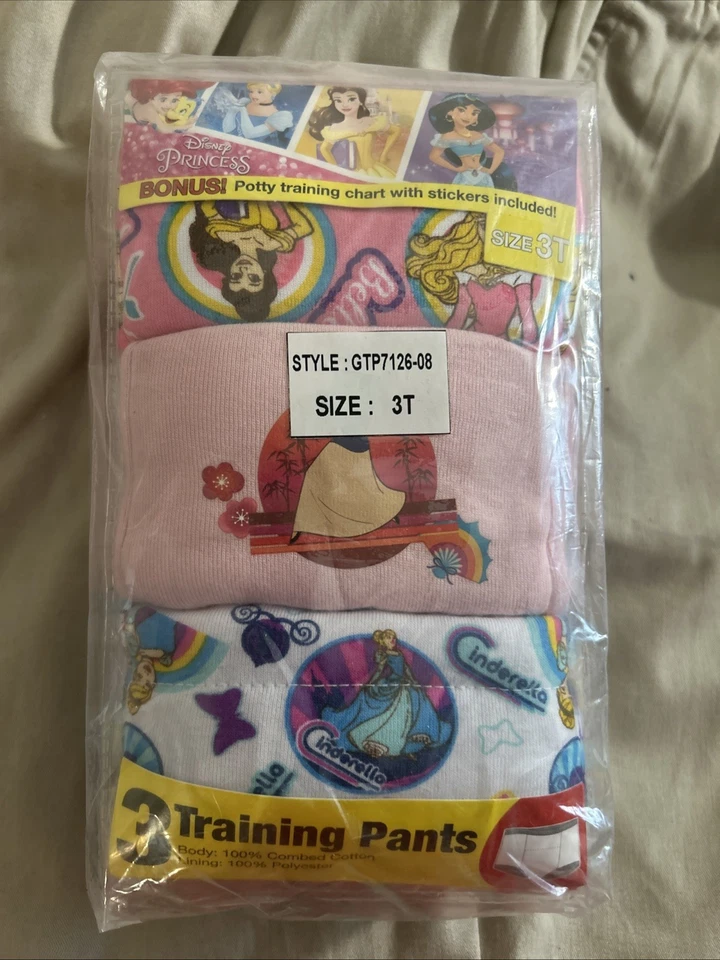 Disney
PRINCESS
BONUS! Potty training chart with stickers included!
SIZE 3T
STYLE : GTP7126-08
SIZE : 3T
Cinderella
Cinderella
3 Training Pants
Body: 100% Combed Cotton
Lining: 100% Polyester